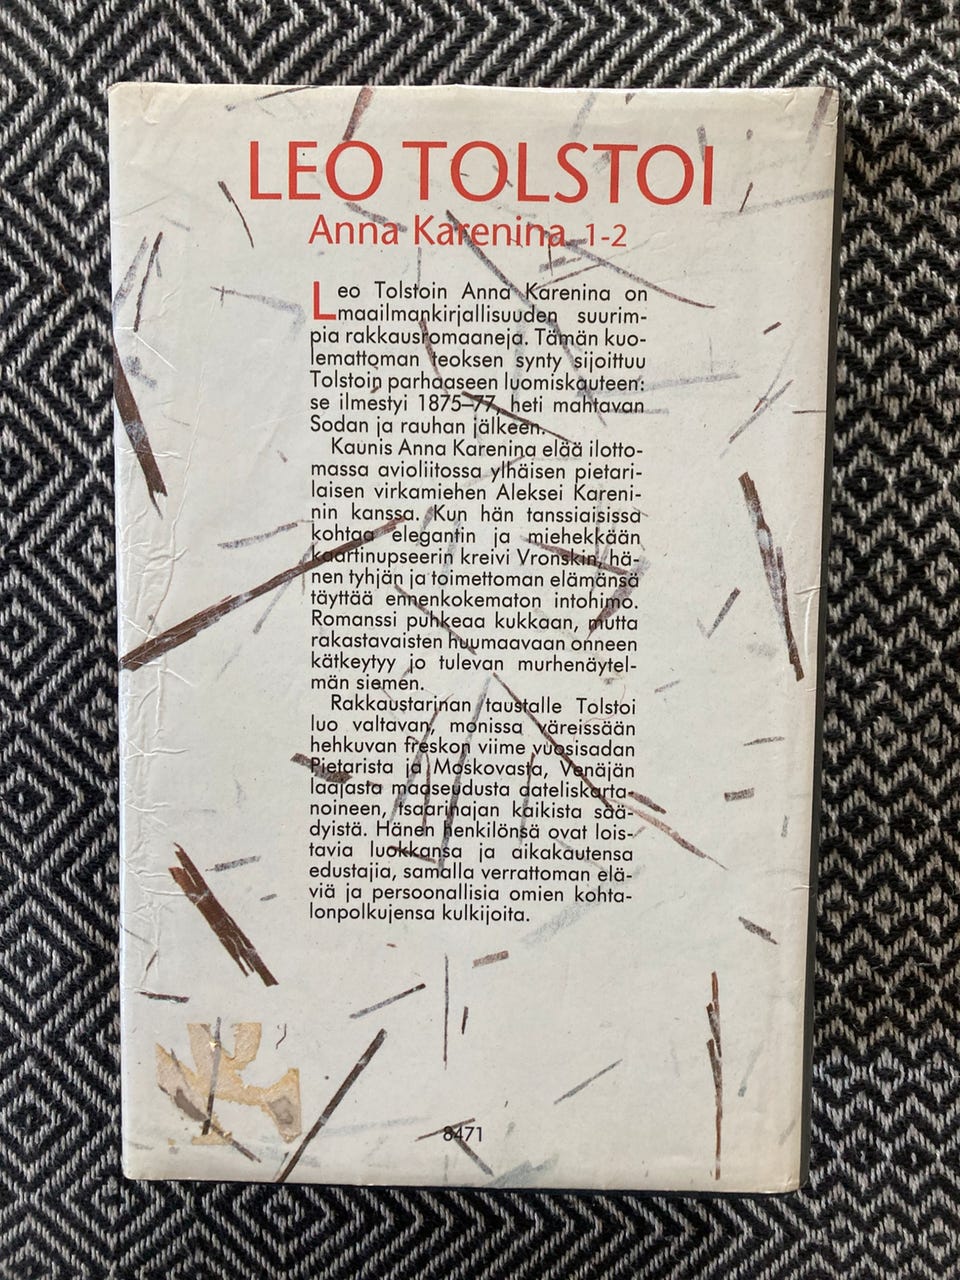 LEO TOLSTOI
Anna Karenina 1-2
Leo Tolstoin Anna Karenina on
maailmankirjallisuuden suurim-
pia rakkausromaaneja. Tämän kuo-
lemattoman teoksen synty sijoittuu
Tolstoin parhaaseen luomiskauteen:
se ilmestyi 1875–77, heti mahtavan
Sodan ja rauhan jälkeen.
Kaunis Anna Karenina elää ilotto-
massa avioliitossa ylhäisen pietari-
laisen virkamiehen Aleksei Kareni-
nin kanssa. Kun hän tanssiaisissa
kohtaa elegantin ja miehekkään
kaartinupseerin kreivi Vronskin, hä-
nen tyhjän ja toimettoman elämänsä
täyttää ennenkokematon intohimo.
Romanssi puhkeaa kukkaan, mutta
rakastavaisten huumaavaan onneen
kätkeytyy jo tulevan murhenäytel-
män siemen.
Rakkaustarinan taustalle Tolstoi
luo valtavan, monissa väreissään
hehkuvan freskon viime vuosisadan
Pietarista ja Moskovasta, Venäjän
laajasta maaseudusta aateliskarta-
noineen, tsaarinajan kaikista sää-
dyistä. Hänen henkilönsä ovat lois-
tavia luokkansa ja aikakautensa
edustajia, samalla verrattoman elä-
viä ja persoonallisia omien kohta-
lonpolkujensa kulkijoita.
8471